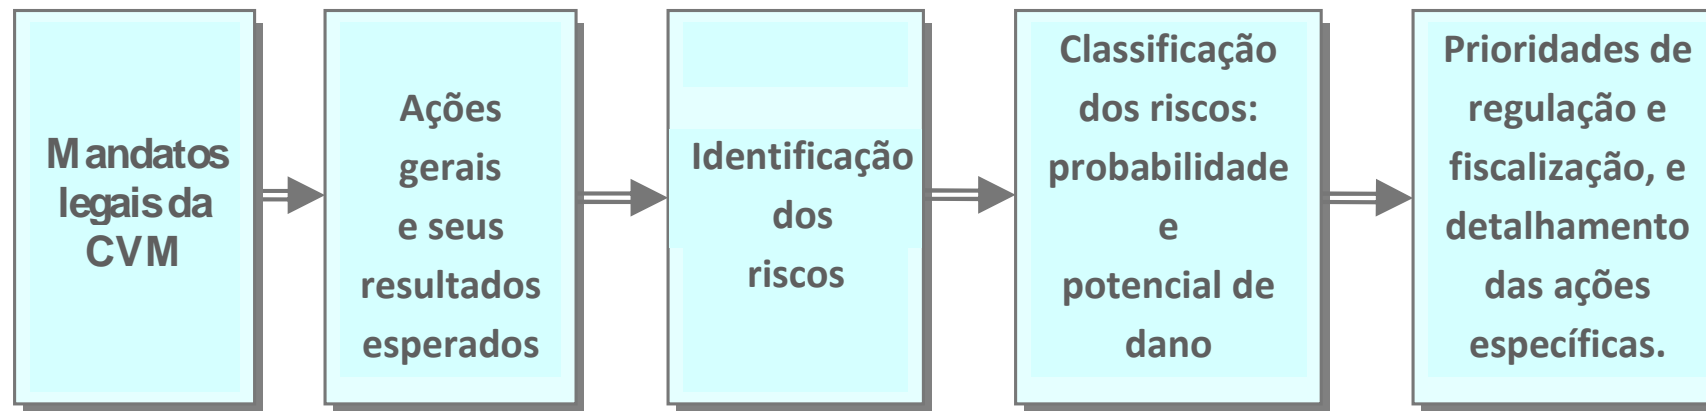 Mandatos
legais da
CVM
Ações
gerais
e seus
resultados
esperados
Identificação
dos
riscos
Classificação
dos riscos:
probabilidade
e
potencial de
dano
Prioridades de
regulação e
fiscalização, e
detalhamento
das ações
específicas.